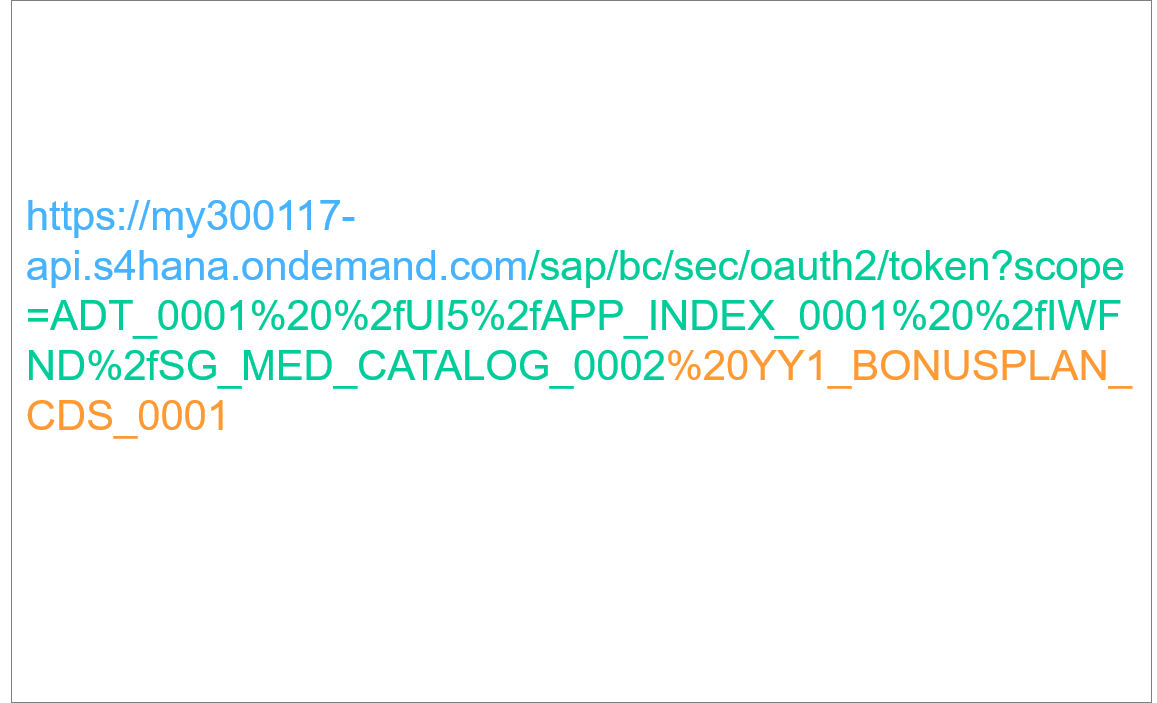 https://my300117-
api.s4hana.ondemand.com/sap/bc/sec/oauth2/token?scope
=ADT_0001%20%2fUI5%2fAPP_INDEX_0001%20%2fIWF
ND%2fSG_MED_CATALOG_0002%20YY1_BONUSPLAN_
CDS_0001